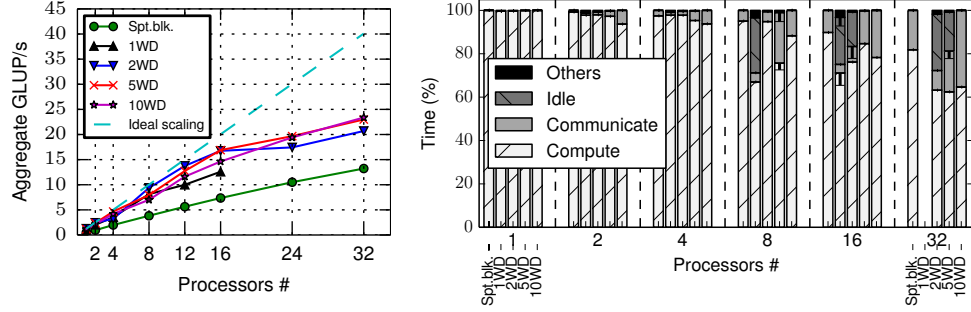 45
40
35
30
25
20
15
10
5
0
Aggregate GLUP/s
Spt.blk.
1WD
2WD
5WD
10WD
Ideal scaling
2 4 8 12 16 24 32
Processors #
100
80
60
40
20
0
Time (%)
Others
Idle
Communicate
Compute
1 2 4 8 16 32
Spt.blk.
1WD
2WD
5WD
10WD
Processors #
Spt.blk.
1WD
2WD
5WD
10WD